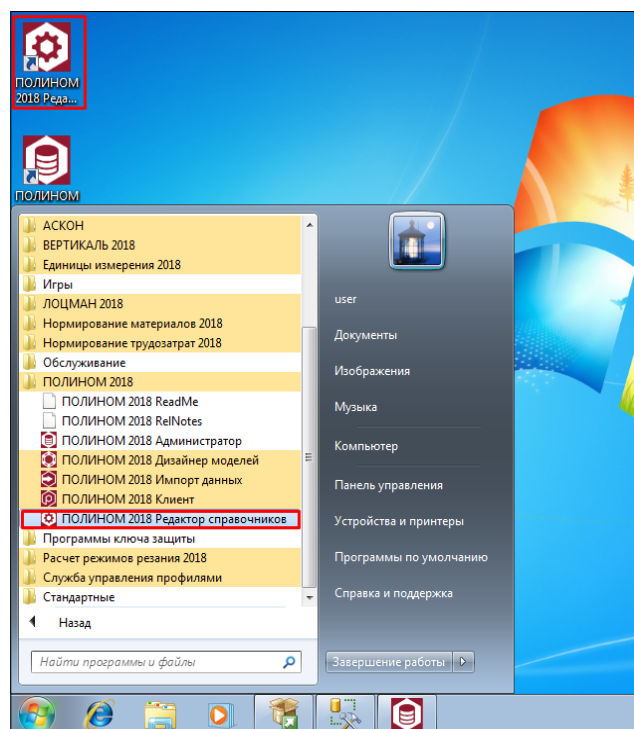 ПОЛИНОМ
2018 Реда...
ПОЛИНОМ
АСКОН
ВЕРТИКАЛЬ 2018
Единицы измерения 2018
Игры
ЛОЦМАН 2018
Нормирование материалов 2018
Нормирование трудозатрат 2018
Обслуживание
ПОЛИНОМ 2018
ПОЛИНОМ 2018 ReadMe
ПОЛИНОМ 2018 RelNotes
ПОЛИНОМ 2018 Администратор
ПОЛИНОМ 2018 Дизайнер моделей
ПОЛИНОМ 2018 Импорт данных
ПОЛИНОМ 2018 Клиент
ПОЛИНОМ 2018 Редактор справочников
Программы ключа защиты
Расчет режимов резания 2018
Служба управления профилями
Стандартные
Назад
Найти программы и файлы
user
Документы
Изображения
Музыка
Компьютер
Панель управления
Устройства и принтеры
Программы по умолчанию
Справка и поддержка
Завершение работы